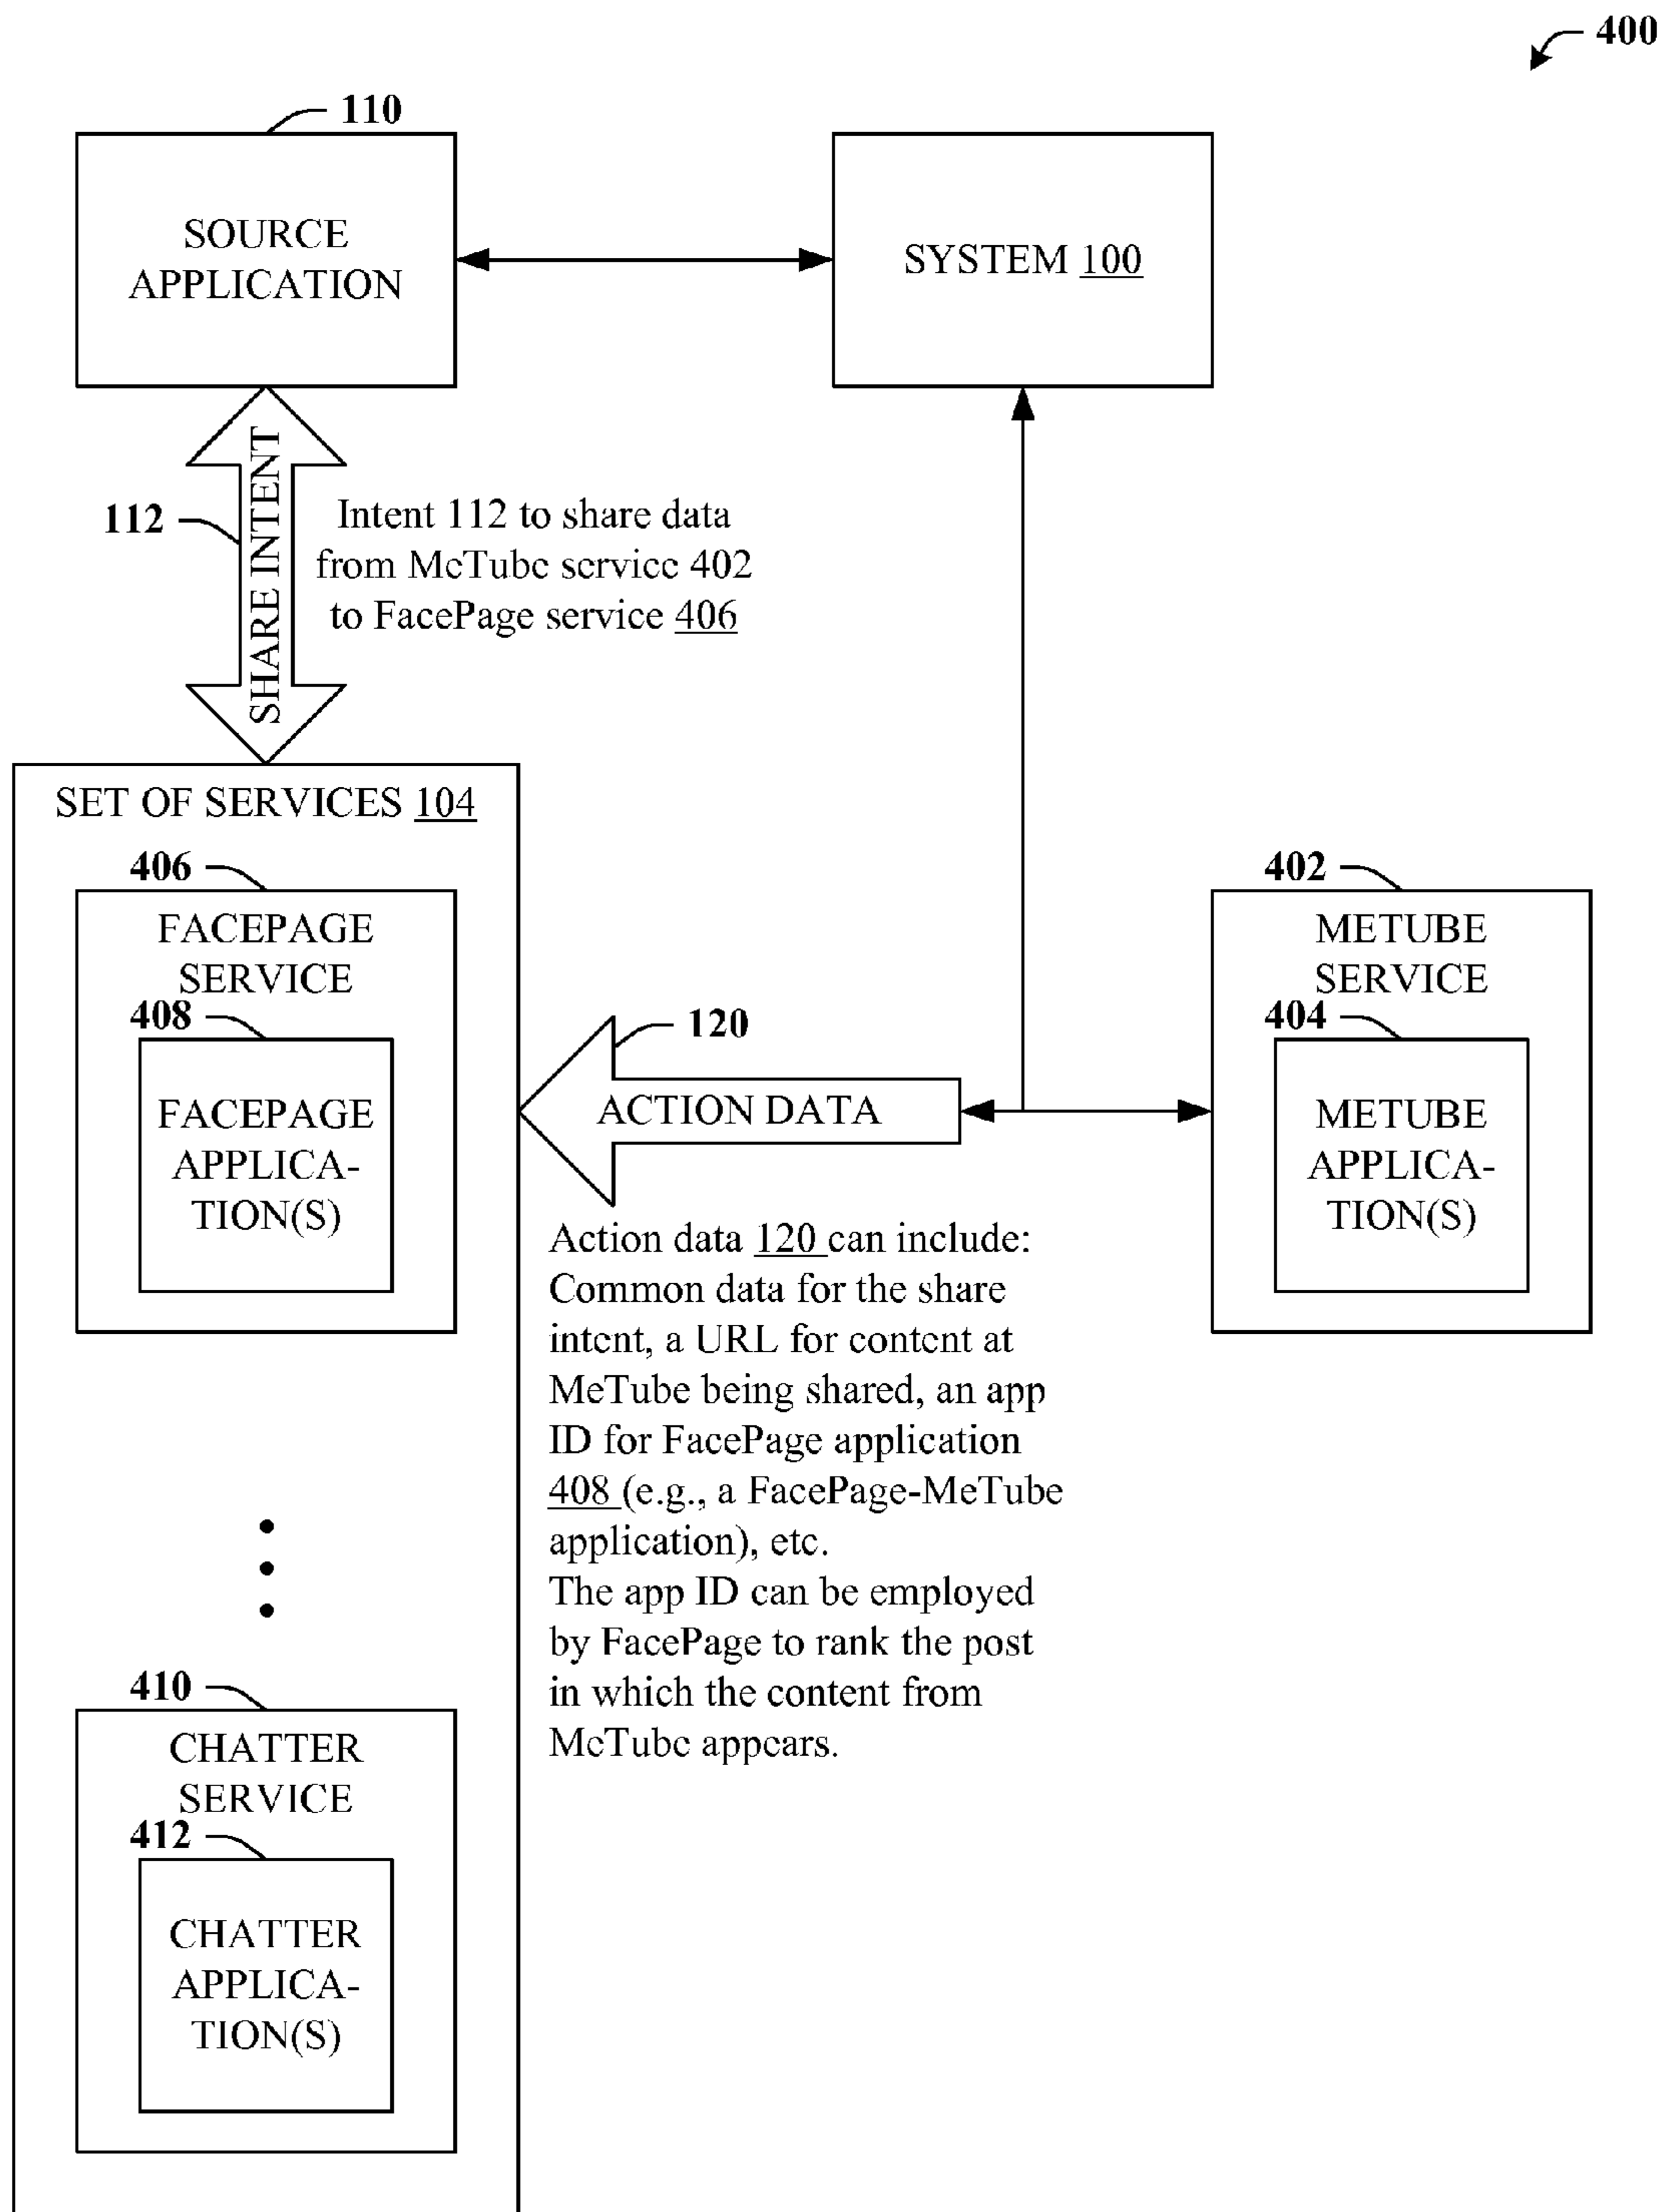 400
110
SOURCE
APPLICATION
SYSTEM 100
SHARE INTENT
112
Intent 112 to share data
from MeTube service 402
to FacePage service 406
SET OF SERVICES 104
406
FACEPAGE
SERVICE
408
FACEPAGE
APPLICA-
TION(S)
120
ACTION DATA
402
METUBE
SERVICE
404
METUBE
APPLICA-
TION(S)
Action data 120 can include:
Common data for the share
intent, a URL for content at
MeTube being shared, an app
ID for FacePage application
408 (e.g., a FacePage-MeTube
application), etc.
The app ID can be employed
by FacePage to rank the post
in which the content from
MeTube appears.
410
CHATTER
SERVICE
412
CHATTER
APPLICA-
TION(S)